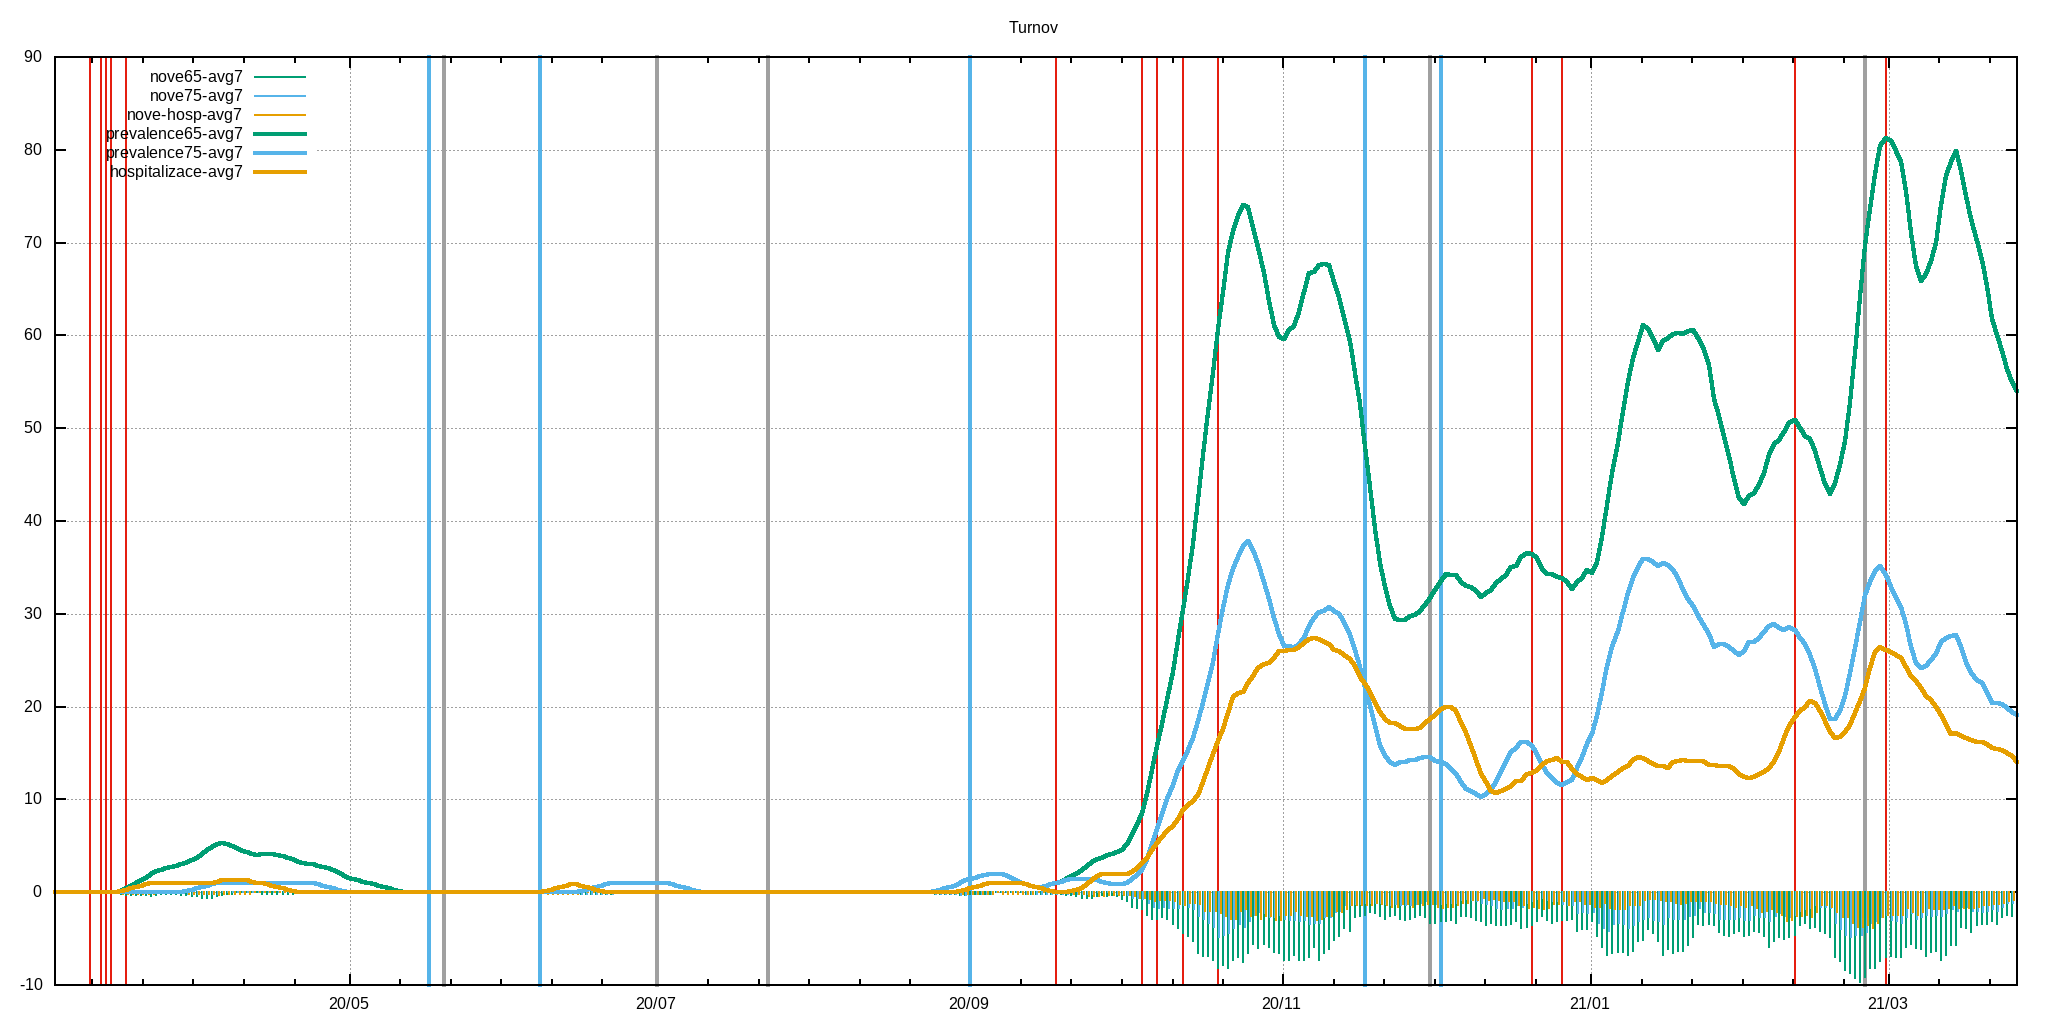 Turnov
90
80
70
60
50
40
30
20
10
0
-10
nove65-avg7
nove75-avg7
nove-hosp-avg7
prevalence65-avg7
prevalence75-avg7
hospitalizace-avg7
20/05 20/07 20/09 20/11 21/01 21/03